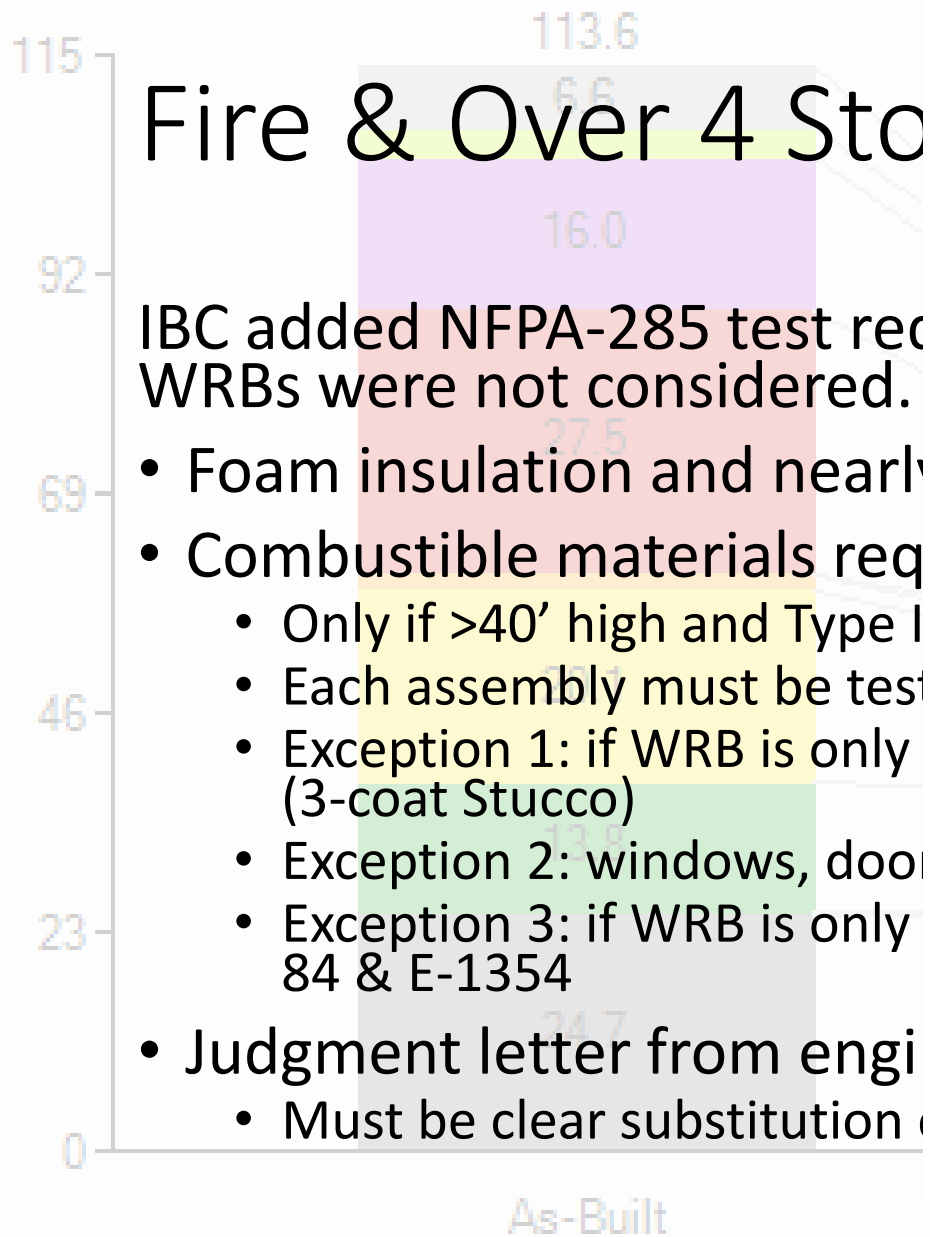 113.6
115
6.6
Fire & Over 4 Sto
16.0
92
IBC added NFPA-285 test req
WRBs were not considered.
27.5
• Foam insulation and nearly
69
• Combustible materials req
• Only if >40’ high and Type I
20.1
• Each assembly must be test
46
• Exception 1: if WRB is only
(3-coat Stucco)
13.8
• Exception 2: windows, door
• Exception 3: if WRB is only
23
84 & E-1354
24.7
• Judgment letter from engi
• Must be clear substitution
0
As-Built